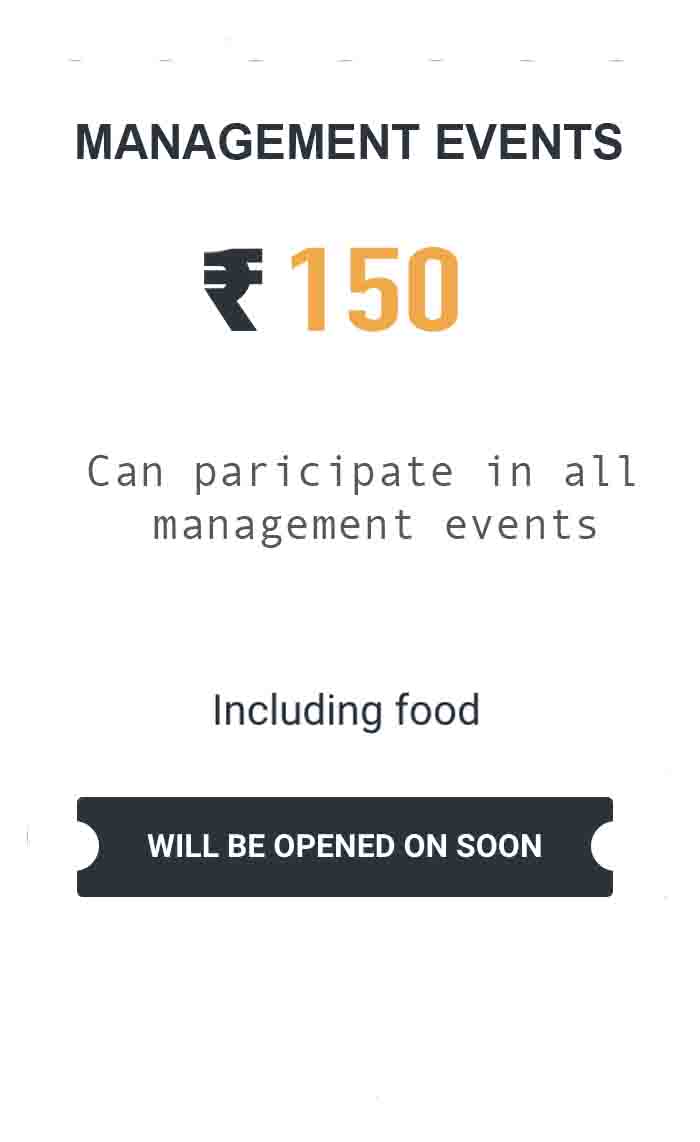 MANAGEMENT EVENTS
₹ 150
Can paricipate in all
management events
Including food
WILL BE OPENED ON SOON